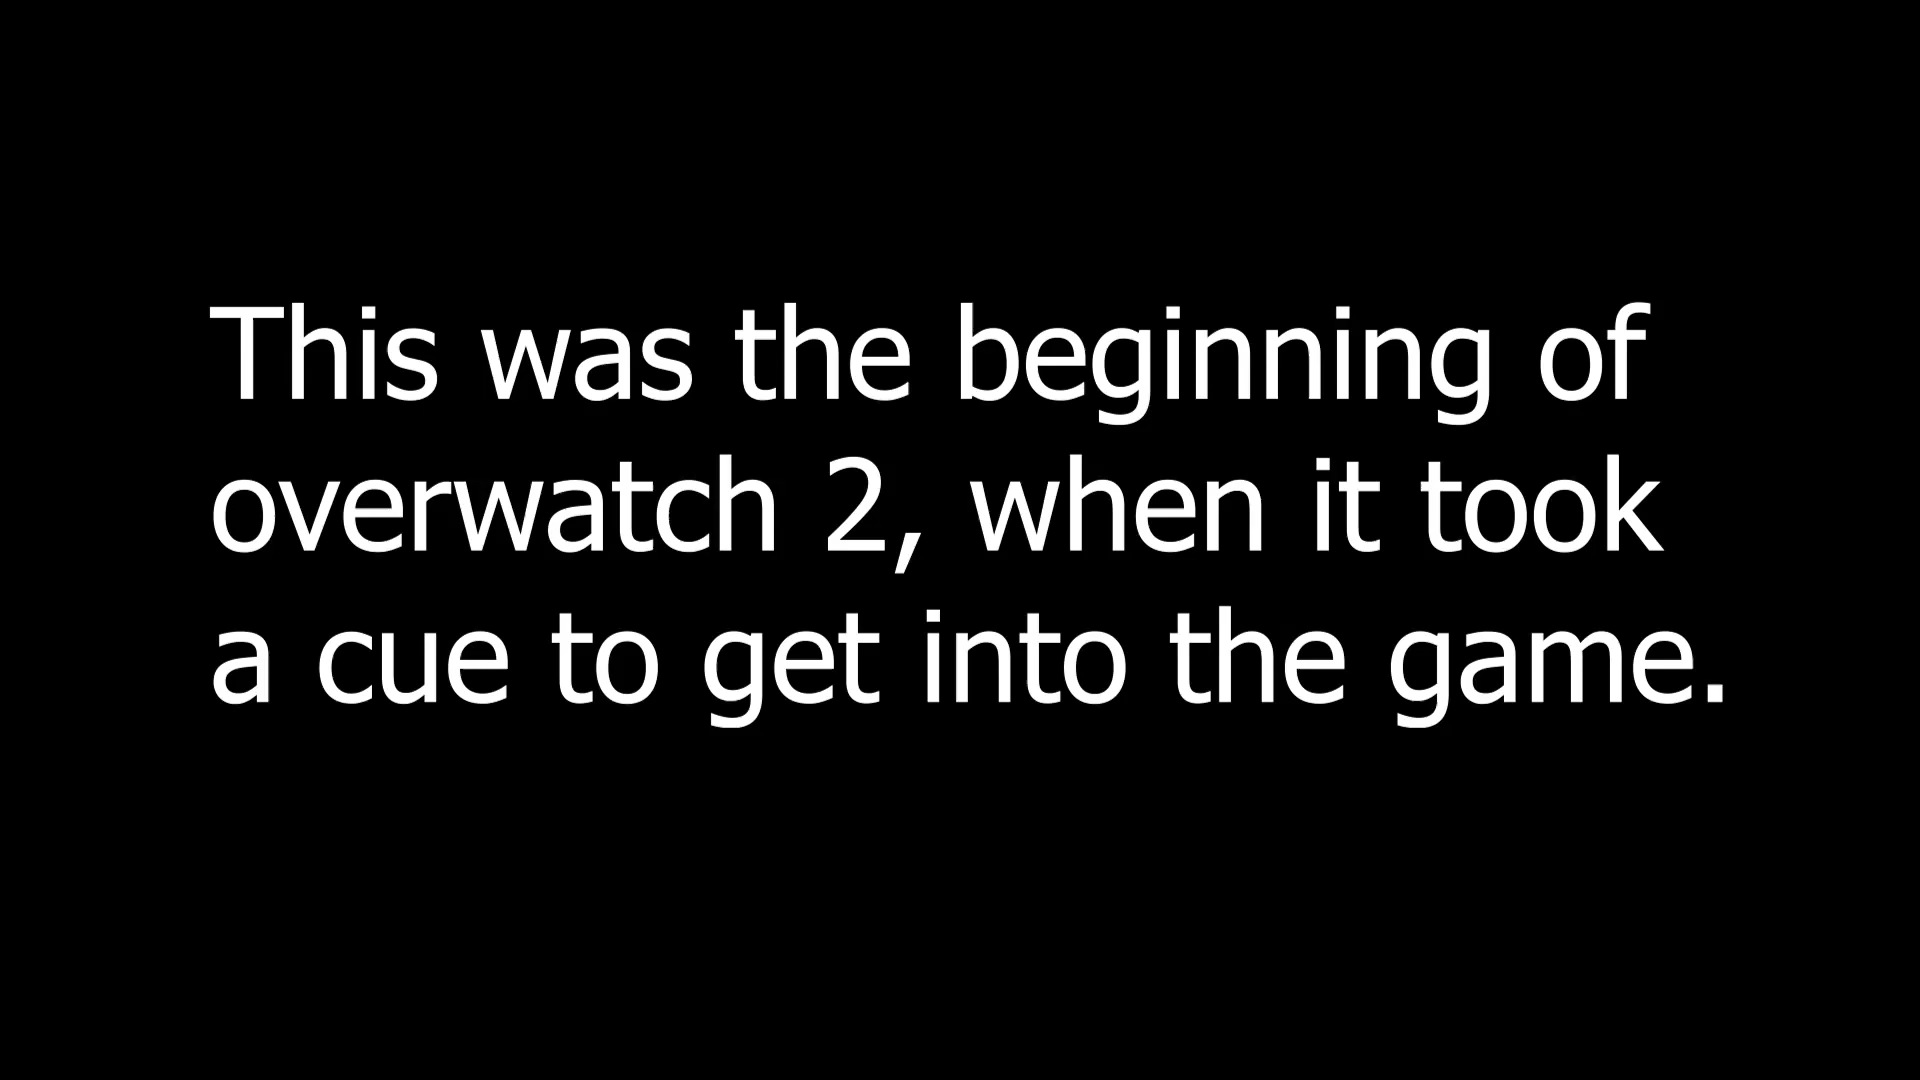 This was the beginning of
overwatch 2, when it took
a cue to get into the game.